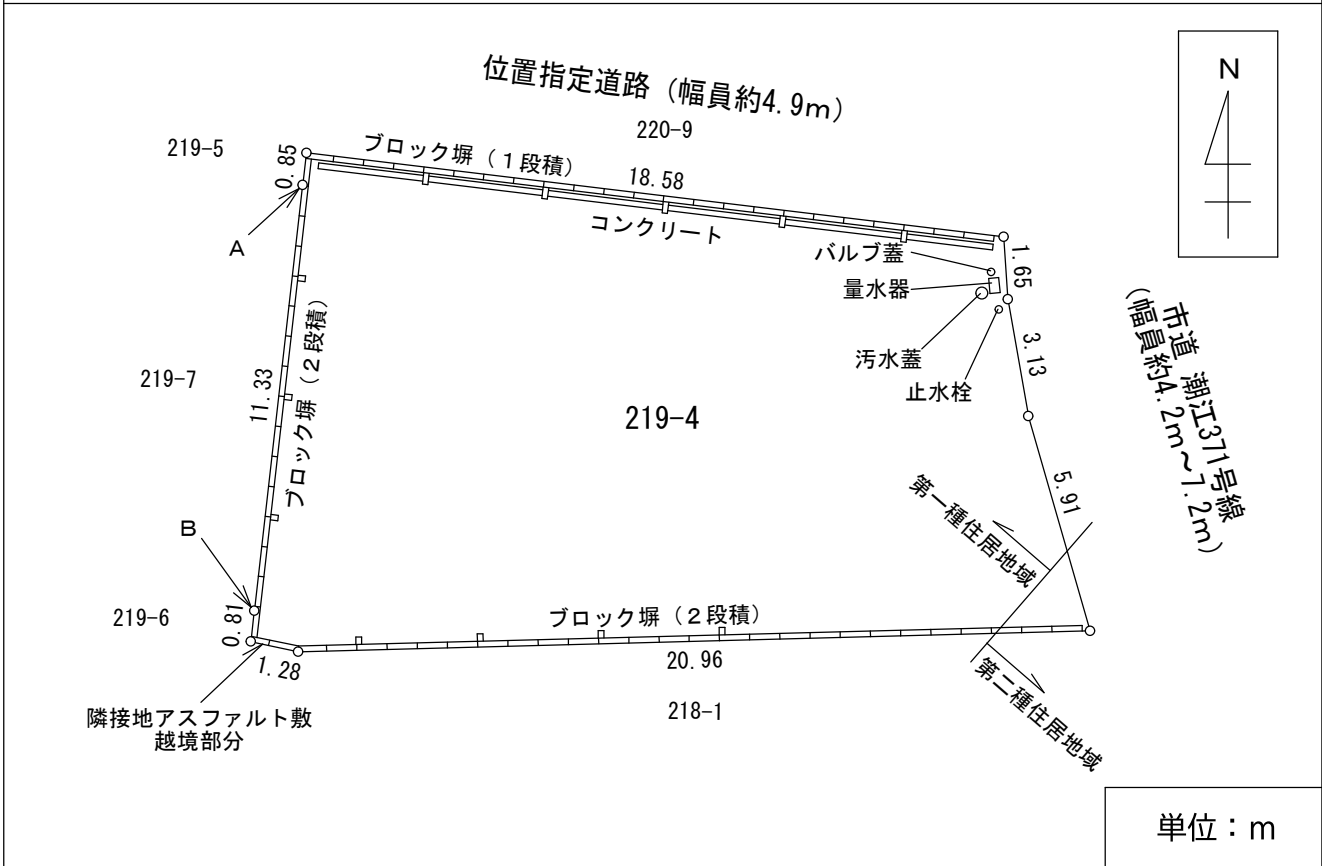 位置指定道路（幅員約4.9m）
N
220-9
219-5
0.85
ブロック塀（１段積）
18.58
コンクリート
A
バルブ蓋
1.65
量水器
汚水蓋
3.13
止水栓
市道 潮江371号線
（幅員約4.2m～7.2m）
219-7
11.33
ブロック塀（２段積）
219-4
5.91
第一種住居地域
B
219-6
0.81
ブロック塀（２段積）
1.28
20.96
第二種住居地域
218-1
隣接地アスファルト敷
越境部分
単位：m